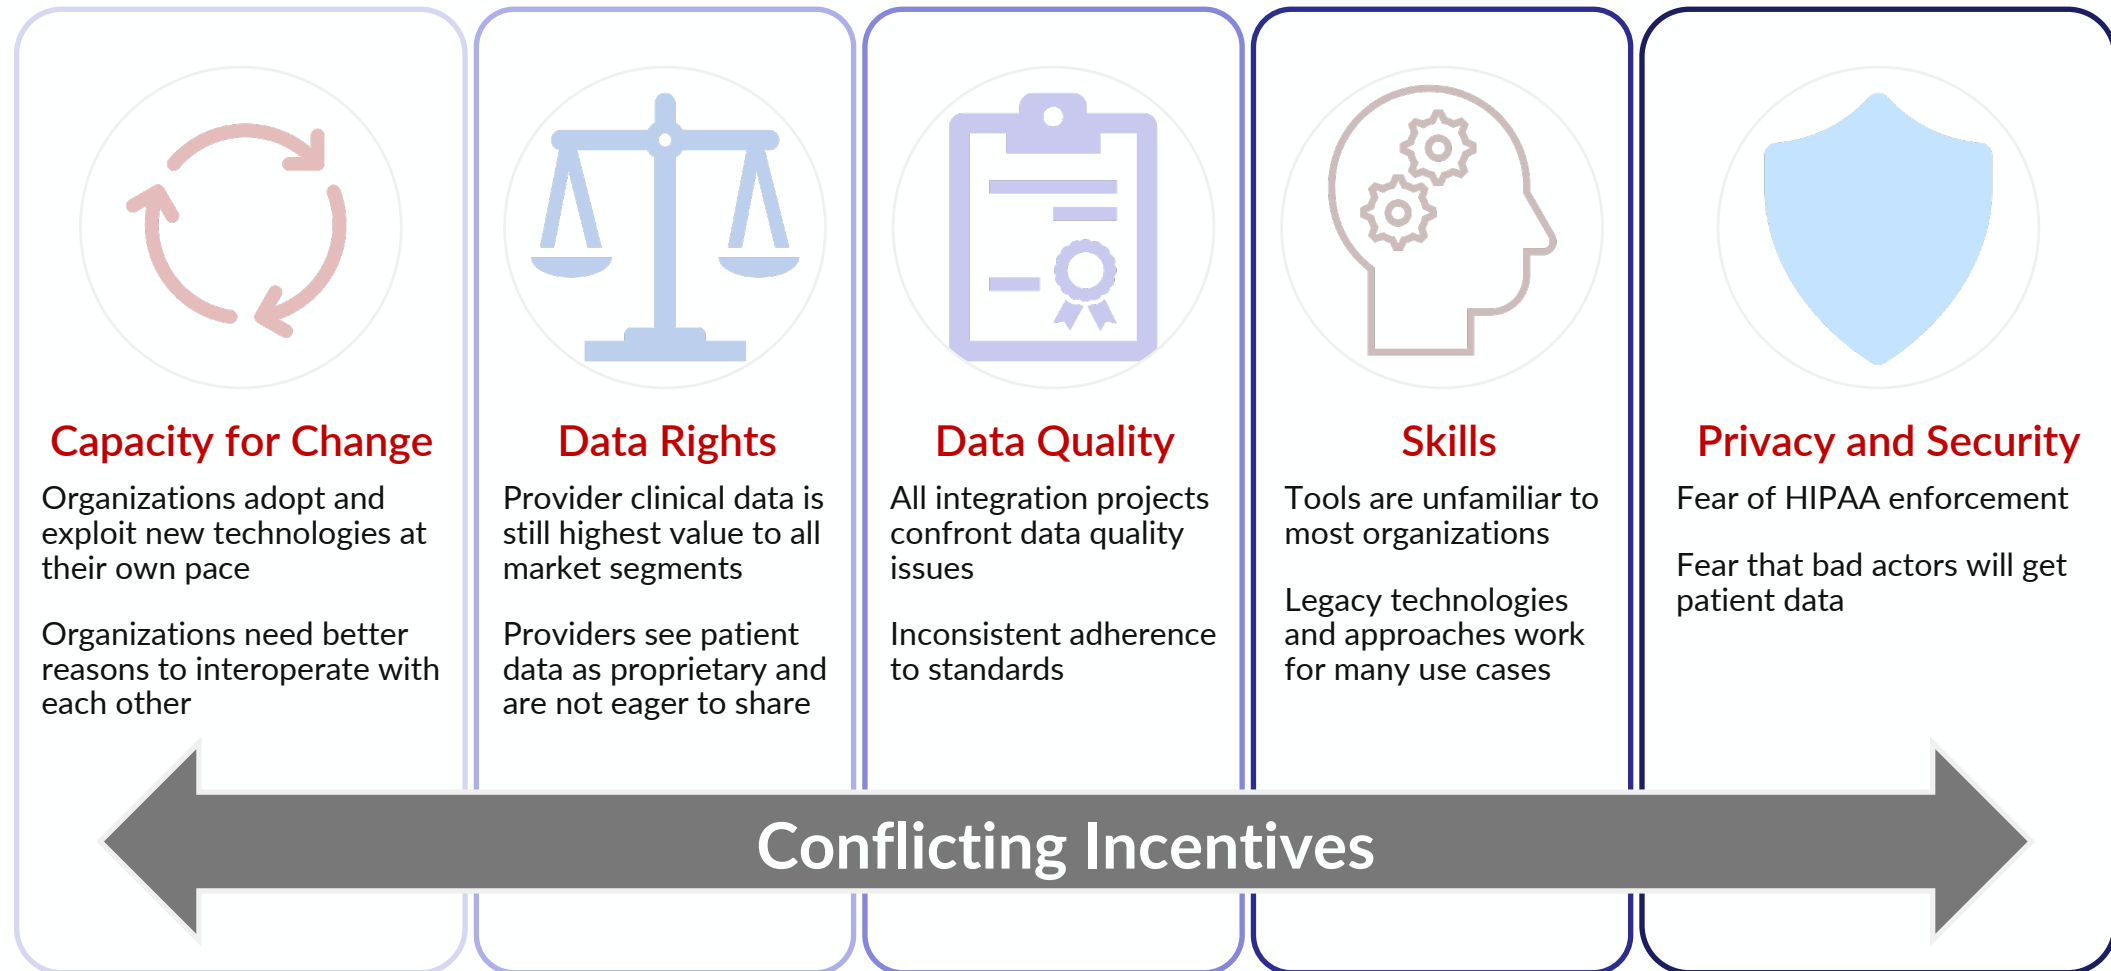 Capacity for Change
Organizations adopt and
exploit new technologies at
their own pace
Organizations need better
reasons to interoperate with
each other
Data Rights
Provider clinical data is
still highest value to all
market segments
Providers see patient
data as proprietary and
are not eager to share
Data Quality
All integration projects
confront data quality
issues
Inconsistent adherence
to standards
Skills
Tools are unfamiliar to
most organizations
Legacy technologies
and approaches work
for many use cases
Privacy and Security
Fear of HIPAA enforcement
Fear that bad actors will get
patient data
Conflicting Incentives